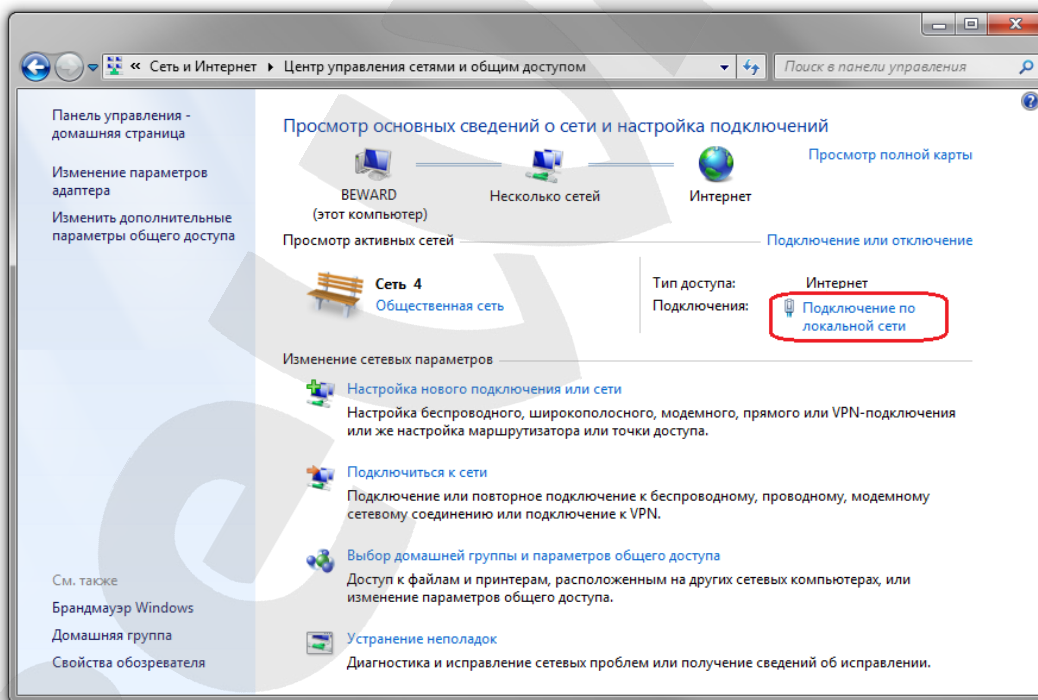 « Сеть и Интернет ▸ Центр управления сетями и общим доступом
Поиск в панели управления
Панель управления -
домашняя страница
Изменение параметров
адаптера
Изменить дополнительные
параметры общего доступа
Просмотр основных сведений о сети и настройка подключений
Просмотр полной карты
BEWARD
(этот компьютер)
Несколько сетей
Интернет
Просмотр активных сетей
Подключение или отключение
Сеть 4
Общественная сеть
Тип доступа: Интернет
Подключения: Подключение по
локальной сети
Изменение сетевых параметров
Настройка нового подключения или сети
Настройка беспроводного, широкополосного, модемного, прямого или VPN-подключения
или же настройка маршрутизатора или точки доступа.
Подключиться к сети
Подключение или повторное подключение к беспроводному, проводному, модемному
сетевому соединению или подключение к VPN.
Выбор домашней группы и параметров общего доступа
Доступ к файлам и принтерам, расположенным на других сетевых компьютерах, или
изменение параметров общего доступа.
Устранение неполадок
Диагностика и исправление сетевых проблем или получение сведений об исправлении.
См. также
Брандмауэр Windows
Домашняя группа
Свойства обозревателя